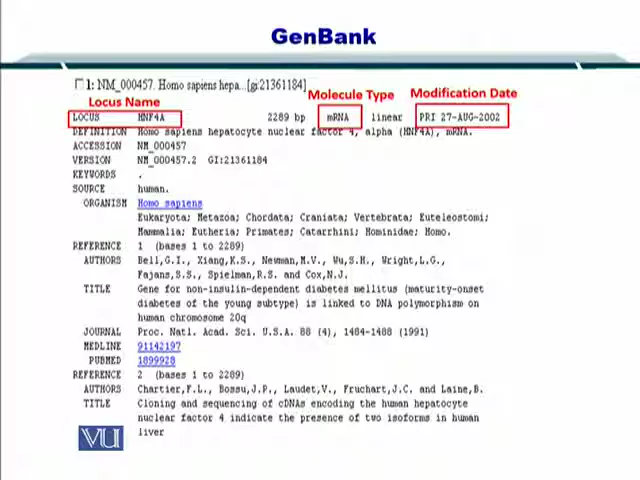 GenBank
1: NM_000457. Homo sapiens hepa...[gi:21361184]
Locus Name Molecule Type Modification Date
LOCUS HNF4A 2289 bp mRNA linear PRI 27-AUG-2002
DEFINITION Homo sapiens hepatocyte nuclear factor 4, alpha (HNF4A), mRNA.
ACCESSION NM_000457
VERSION NM_000457.2 GI:21361184
KEYWORDS .
SOURCE human.
ORGANISM Homo sapiens
Eukaryota; Metazoa; Chordata; Craniata; Vertebrata; Euteleostomi;
Mammalia; Eutheria; Primates; Catarrhini; Hominidae; Homo.
REFERENCE 1 (bases 1 to 2289)
AUTHORS Bell,G.I., Xiang,K.S., Newman,M.V., Wu,S.H., Wright,L.G.,
Fajans,S.S., Spielman,R.S. and Cox,N.J.
TITLE Gene for non-insulin-dependent diabetes mellitus (maturity-onset
diabetes of the young subtype) is linked to DNA polymorphism on
human chromosome 20q
JOURNAL Proc. Natl. Acad. Sci. U.S.A. 88 (4), 1484-1488 (1991)
MEDLINE 91142197
PUBMED 1899928
REFERENCE 2 (bases 1 to 2289)
AUTHORS Chartier,F.L., Bossu,J.P., Laudet,V., Fruchart,J.C. and Laine,B.
TITLE Cloning and sequencing of cDNAs encoding the human hepatocyte
nuclear factor 4 indicate the presence of two isoforms in human
liver
VU